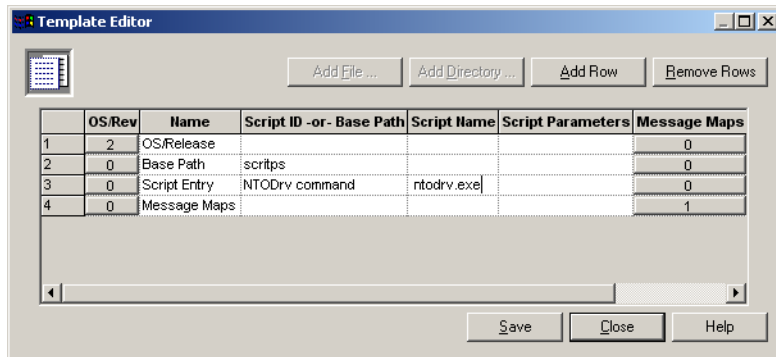 Template Editor
Add File ... Add Directory ... Add Row Remove Rows
OS/Rev Name Script ID -or- Base Path Script Name Script Parameters Message Maps
1 2 OS/Release 0
2 0 Base Path scritps 0
3 0 Script Entry NTODrv command ntodrv.exe 0
4 0 Message Maps 1
Save Close Help